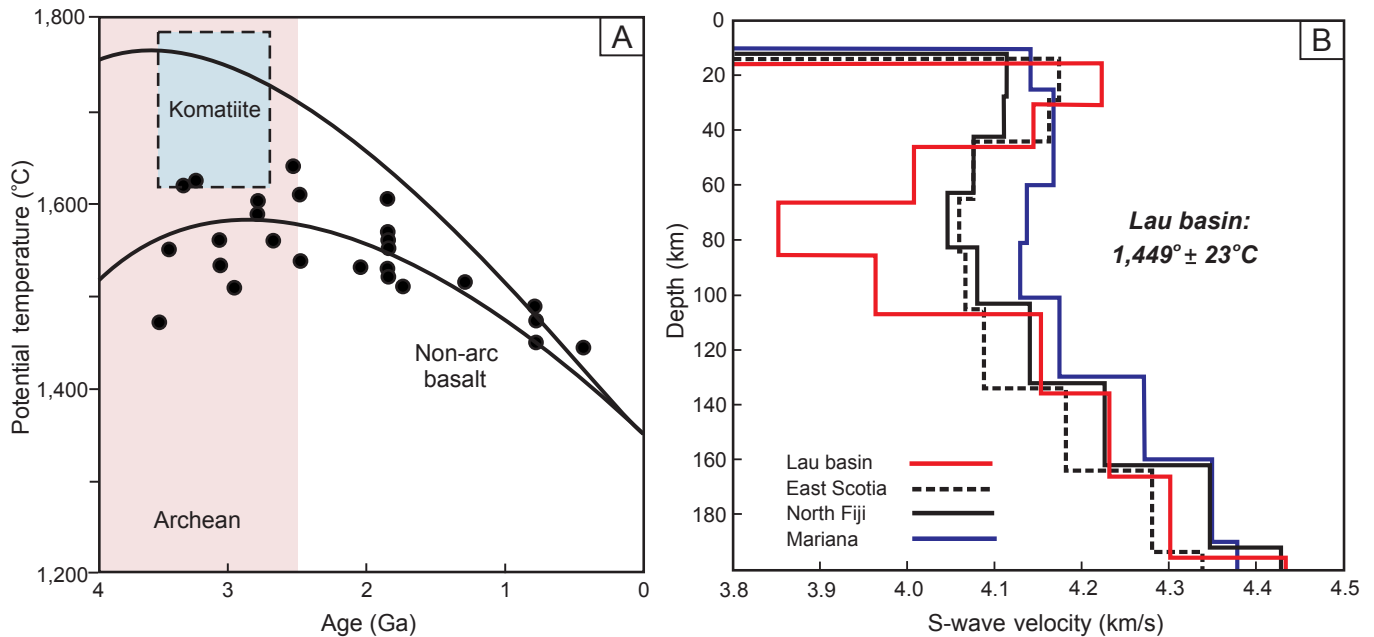 A
1,800
1,600
1,400
1,200
Potential temperature (°C)
Komatiite
Non-arc
basalt
Archean
4
3
2
1
0
Age (Ga)
B
0
20
40
60
80
100
120
140
160
180
Depth (km)
Lau basin:
1,449° ± 23°C
Lau basin
East Scotia
North Fiji
Mariana
3.8
3.9
4.0
4.1
4.2
4.3
4.4
4.5
S-wave velocity (km/s)